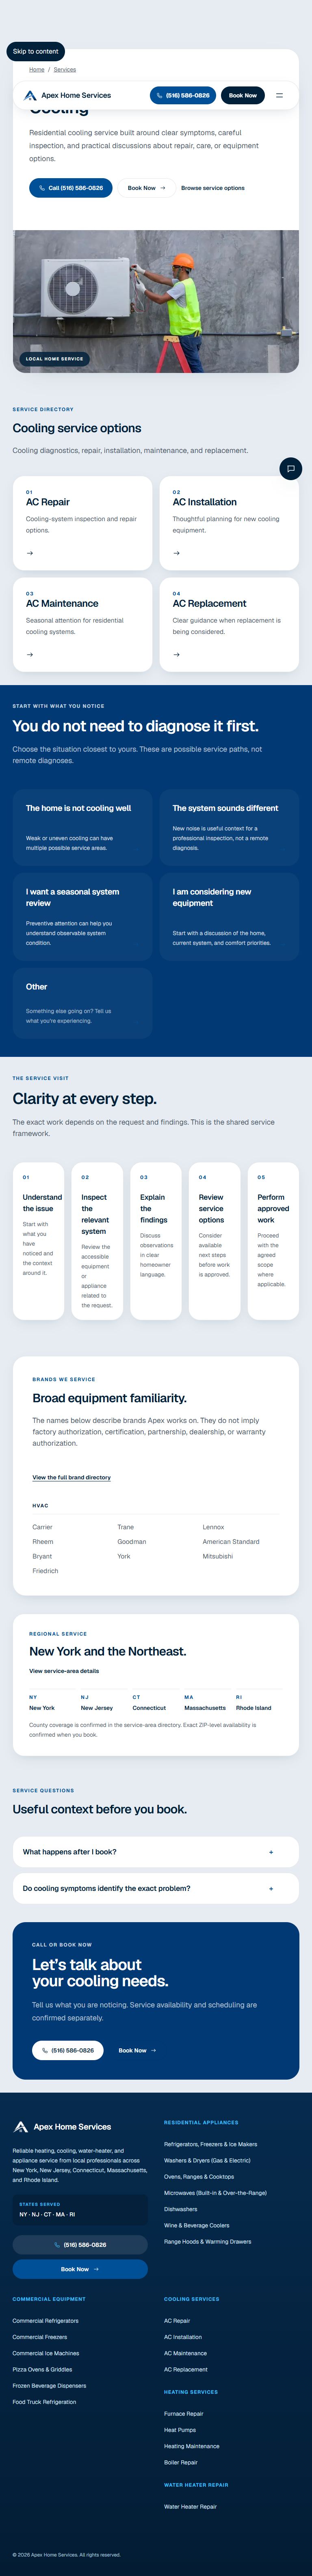 Skip to content
Home / Services
Apex Home Services
(516) 586-0826
Book Now
Cooling
Residential cooling service built around clear symptoms, careful
inspection, and practical discussions about repair, care, or equipment
options.
Call (516) 586-0826
Book Now →
Browse service options
LOCAL HOME SERVICE
SERVICE DIRECTORY
Cooling service options
Cooling diagnostics, repair, installation, maintenance, and replacement.
01
AC Repair
Cooling-system inspection and repair
options.
→
02
AC Installation
Thoughtful planning for new cooling
equipment.
→
03
AC Maintenance
Seasonal attention for residential
cooling systems.
→
04
AC Replacement
Clear guidance when replacement is
being considered.
→
START WITH WHAT YOU NOTICE
You do not need to diagnose it first.
Choose the situation closest to yours. These are possible service paths, not
remote diagnoses.
The home is not cooling well
Weak or uneven cooling can have
multiple possible service areas.
The system sounds different
New noise is useful context for a
professional inspection, not a remote
diagnosis.
I want a seasonal system
review
Preventive attention can help you
understand observable system
condition.
I am considering new
equipment
Start with a discussion of the home,
current system, and comfort priorities.
Other
Something else going on? Tell us
what you're experiencing.
THE SERVICE VISIT
Clarity at every step.
The exact work depends on the request and findings. This is the shared service
framework.
01
Understand
the issue
Start with
what you
have
noticed and
the context
around it.
02
Inspect
the
relevant
system
Review the
accessible
equipment
or
appliance
related to
the request.
03
Explain
the
findings
Discuss
observations
in clear
homeowner
language.
04
Review
service
options
Consider
available
next steps
before work
is approved.
05
Perform
approved
work
Proceed
with the
agreed
scope
where
applicable.
BRANDS WE SERVICE
Broad equipment familiarity.
The names below describe brands Apex works on. They do not imply
factory authorization, certification, partnership, dealership, or warranty
authorization.
View the full brand directory
HVAC
Carrier
Trane
Lennox
Rheem
Goodman
American Standard
Bryant
York
Mitsubishi
Friedrich
REGIONAL SERVICE
New York and the Northeast.
View service-area details
NY
New York
NJ
New Jersey
CT
Connecticut
MA
Massachusetts
RI
Rhode Island
County coverage is confirmed in the service-area directory. Exact ZIP-level availability is
confirmed when you book.
SERVICE QUESTIONS
Useful context before you book.
What happens after I book? +
Do cooling symptoms identify the exact problem? +
CALL OR BOOK NOW
Let's talk about
your cooling needs.
Tell us what you are noticing. Service availability and scheduling are
confirmed separately.
(516) 586-0826
Book Now →
Apex Home Services
Reliable heating, cooling, water-heater, and
appliance service from local professionals across
New York, New Jersey, Connecticut, Massachusetts,
and Rhode Island.
STATES SERVED
NY · NJ · CT · MA · RI
(516) 586-0826
Book Now →
RESIDENTIAL APPLIANCES
Refrigerators, Freezers & Ice Makers
Washers & Dryers (Gas & Electric)
Ovens, Ranges & Cooktops
Microwaves (Built-in & Over-the-Range)
Dishwashers
Wine & Beverage Coolers
Range Hoods & Warming Drawers
COMMERCIAL EQUIPMENT
Commercial Refrigerators
Commercial Freezers
Commercial Ice Machines
Pizza Ovens & Griddles
Frozen Beverage Dispensers
Food Truck Refrigeration
COOLING SERVICES
AC Repair
AC Installation
AC Maintenance
AC Replacement
HEATING SERVICES
Furnace Repair
Heat Pumps
Heating Maintenance
Boiler Repair
WATER HEATER REPAIR
Water Heater Repair
© 2026 Apex Home Services. All rights reserved.